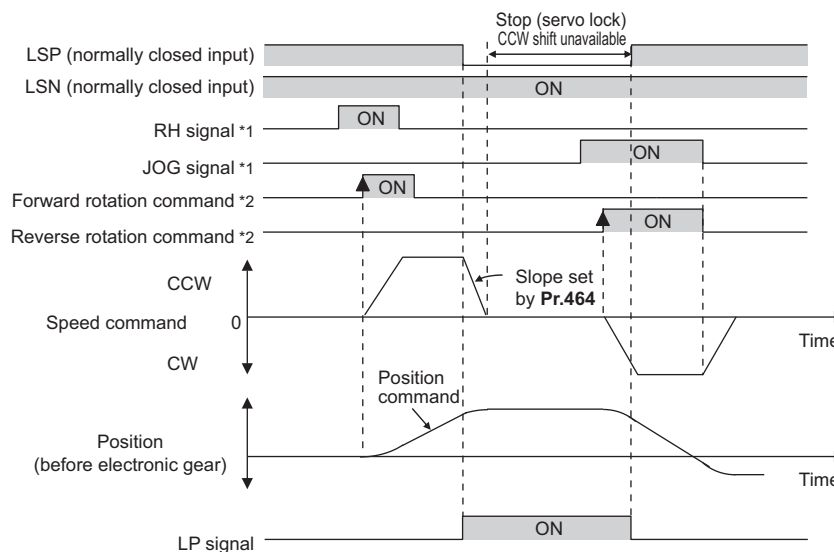 Stop (servo lock)
CCW shift unavailable
LSP (normally closed input)
LSN (normally closed input)
ON
RH signal *1
ON
JOG signal *1
ON
Forward rotation command *2
ON
Reverse rotation command *2
ON
CCW
Slope set
by Pr.464
Speed command
0
Time
CW
Position
command
Position
(before electronic gear)
Time
LP signal
ON